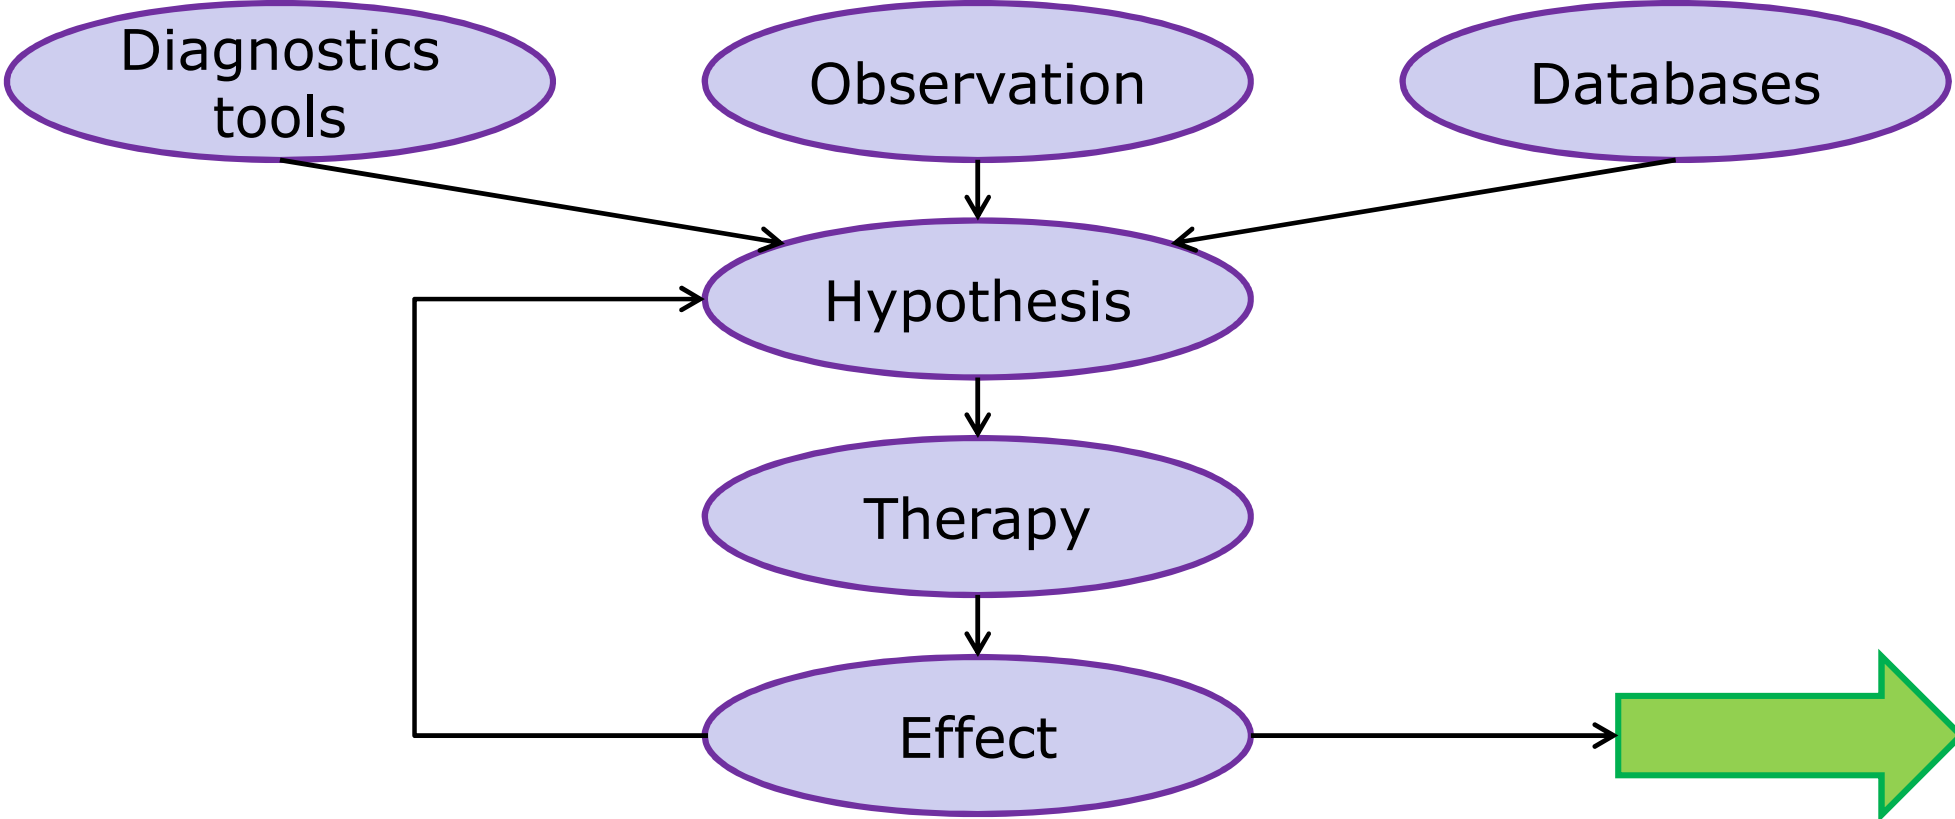 Diagnostics
tools
Observation
Databases
Hypothesis
Therapy
Effect